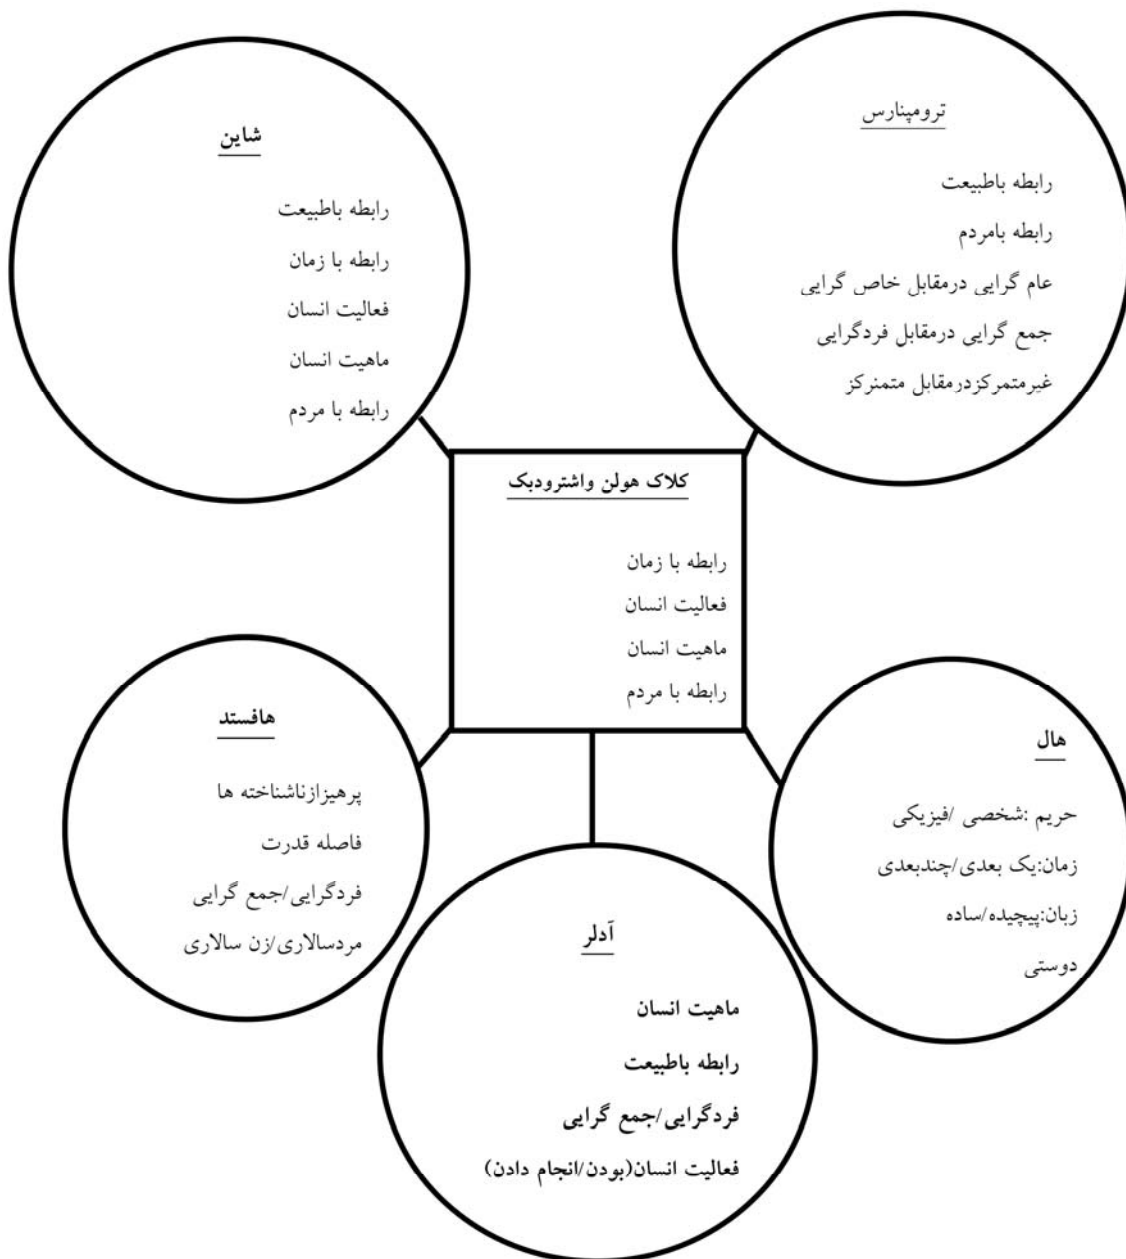 ترومپنارس
رابطه باطبیعت
رابطه بامردم
عام گرایی درمقابل خاص گرایی
جمع گرایی درمقابل فردگرایی
غیرمتمرکزدرمقابل متمنرکز
شاین
رابطه باطبیعت
رابطه با زمان
فعالیت انسان
ماهیت انسان
رابطه با مردم
کلاک هولن واشترودبک
رابطه با زمان
فعالیت انسان
ماهیت انسان
رابطه با مردم
هال
حریم :شخصی /فیزیکی
زمان:یک بعدی/چندبعدی
زبان:پیچیده/ساده
دوستی
هافستد
پرهیزازناشناخته ها
فاصله قدرت
فردگرایی/جمع گرایی
مردسالاری/زن سالاری
آدلر
ماهیت انسان
رابطه باطبیعت
فردگرایی/جمع گرایی
فعالیت انسان(بودن/انجام دادن)